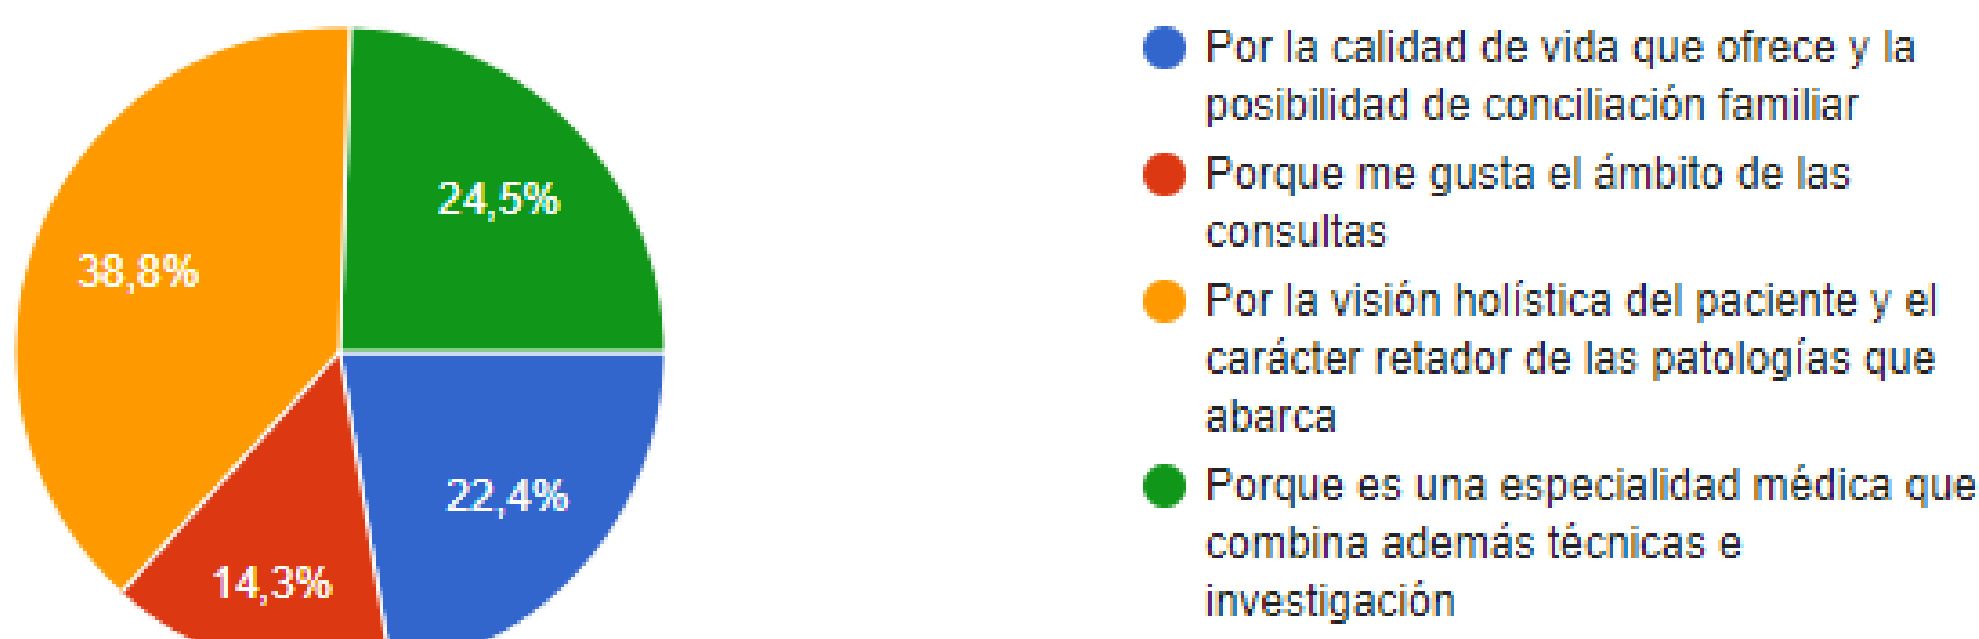 24,5%
38,8%
22,4%
14,3%
Por la calidad de vida que ofrece y la
posibilidad de conciliación familiar
Porque me gusta el ámbito de las
consultas
Por la visión holística del paciente y el
carácter retador de las patologías que
abarca
Porque es una especialidad médica que
combina además técnicas e
investigación